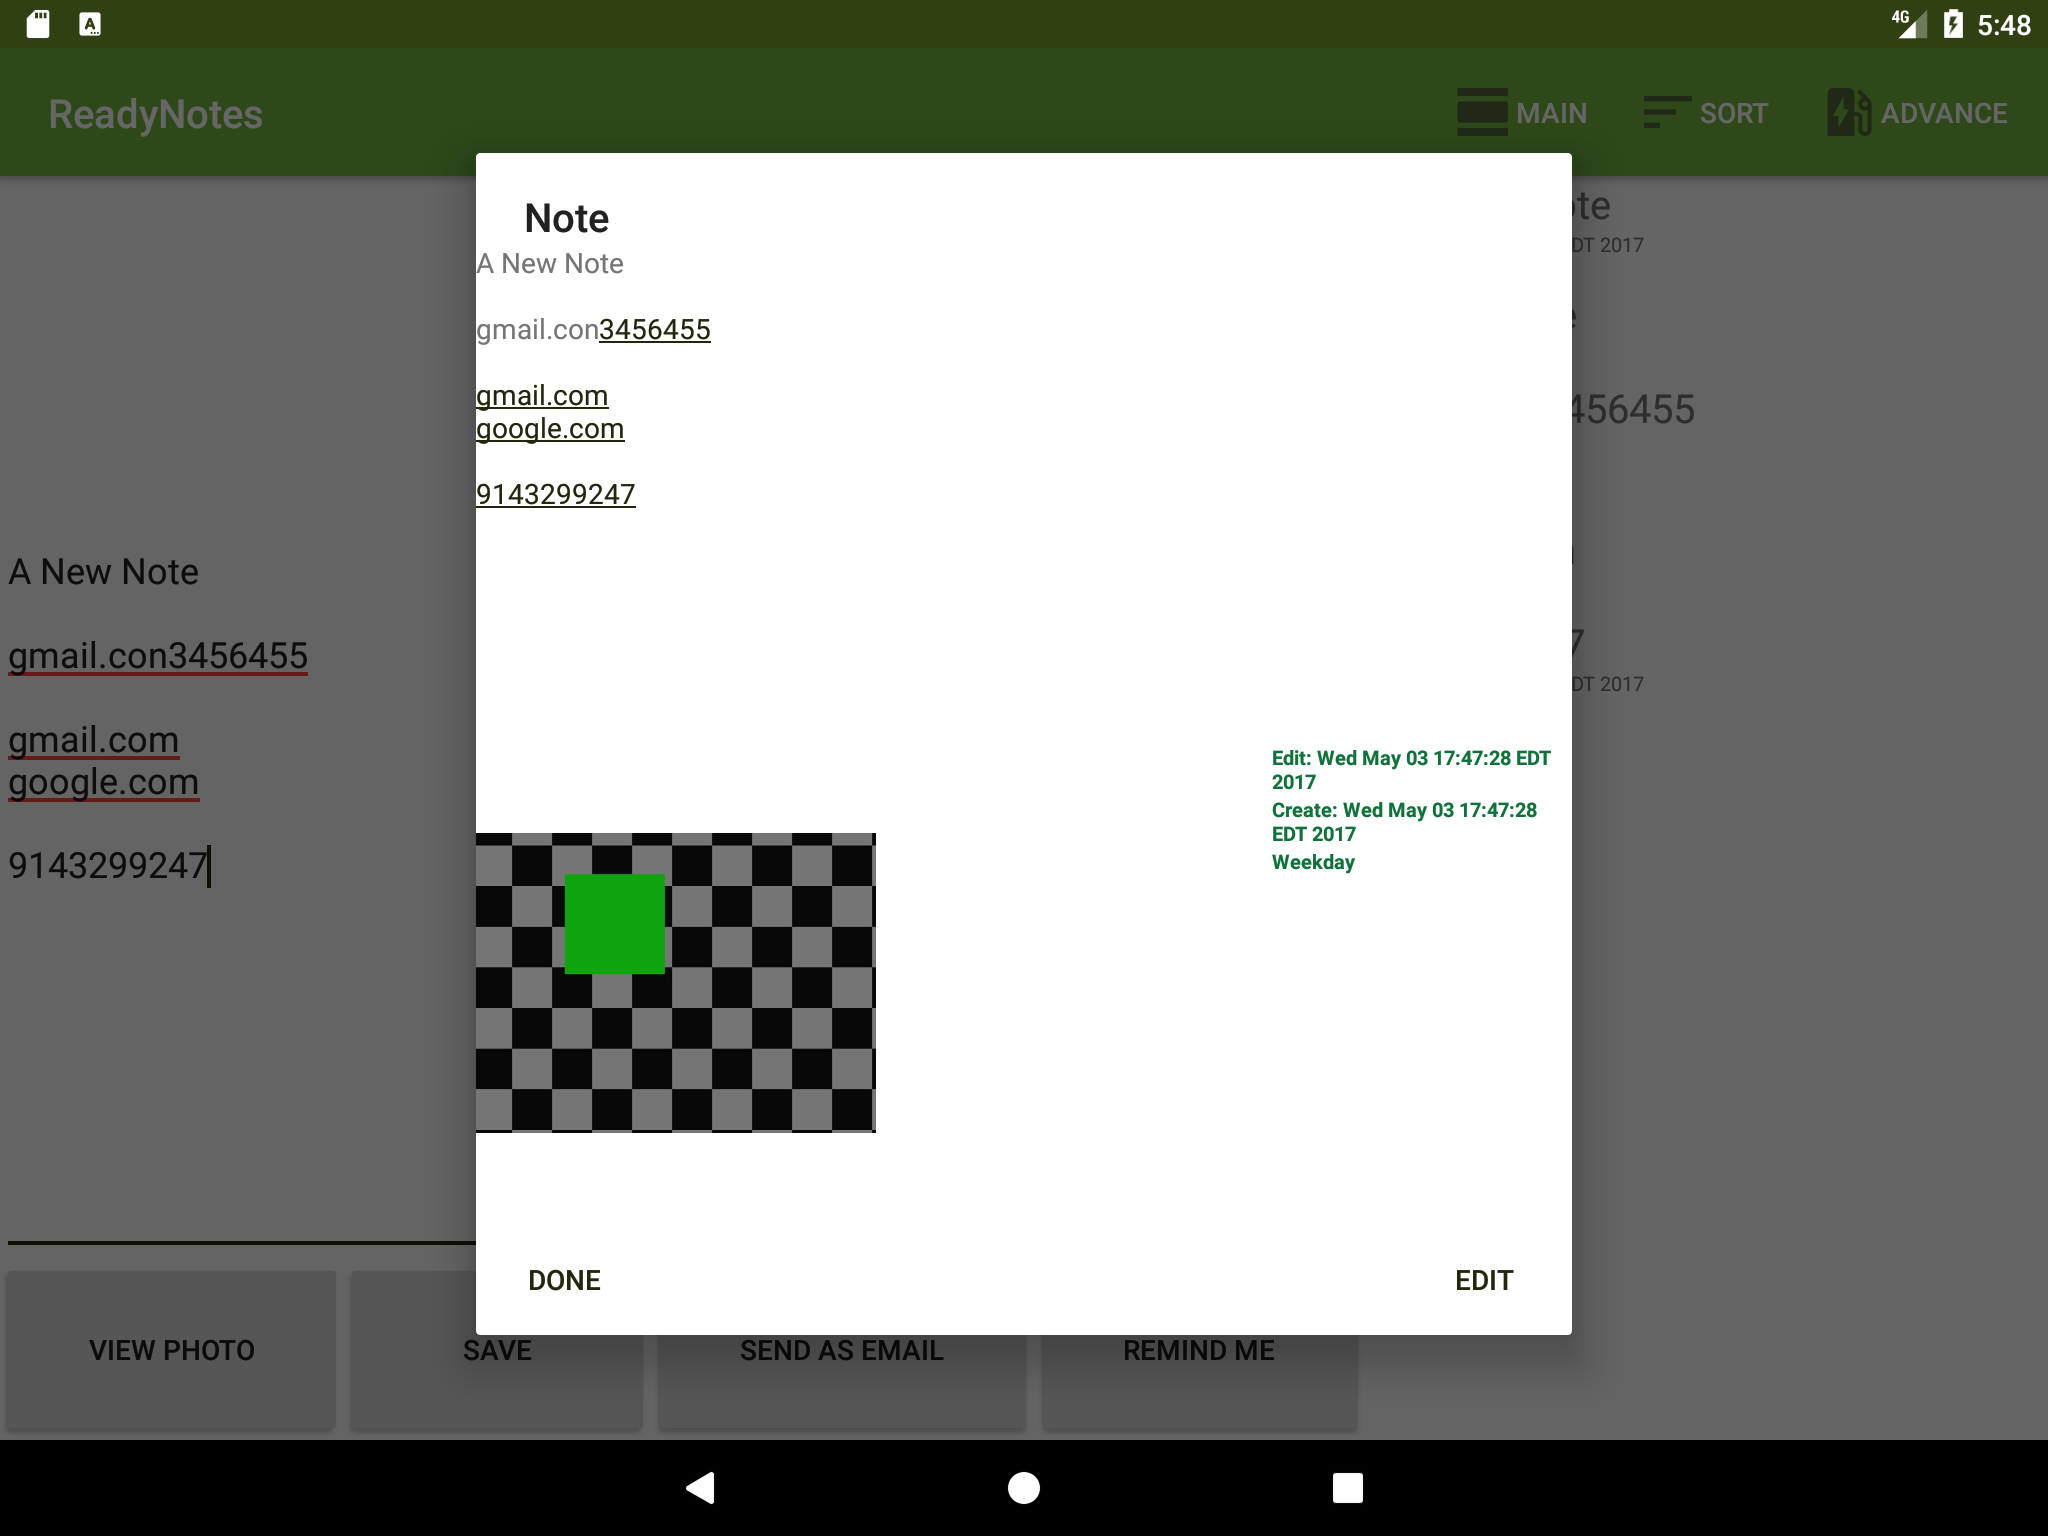 5:48
4G
A
ReadyNotes
MAIN
SORT
ADVANCE
Note
A New Note
gmail.con3456455
gmail.com
google.com
9143299247
Edit: Wed May 03 17:47:28 EDT
2017
Create: Wed May 03 17:47:28
EDT 2017
Weekday
DONE
EDIT
A New Note
gmail.con3456455
gmail.com
google.com
9143299247
DT 2017
456455
7
DT 2017
VIEW PHOTO
SAVE
SEND AS EMAIL
REMIND ME